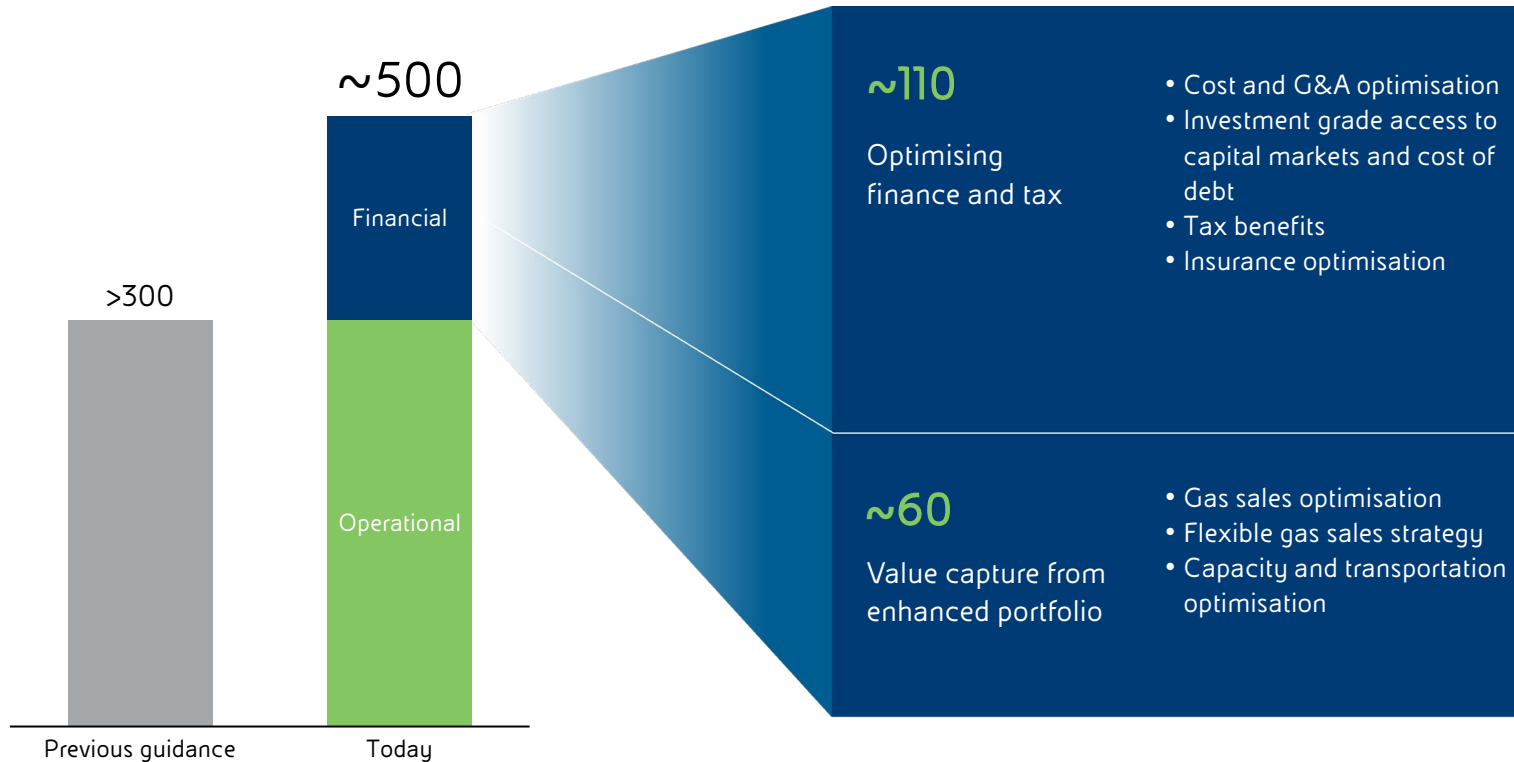 ~500
Financial
>300
Operational
Previous guidance
Today
~110
Optimising
finance and tax
• Cost and G&A optimisation
• Investment grade access to
capital markets and cost of
debt
• Tax benefits
• Insurance optimisation
~60
Value capture from
enhanced portfolio
• Gas sales optimisation
• Flexible gas sales strategy
• Capacity and transportation
optimisation